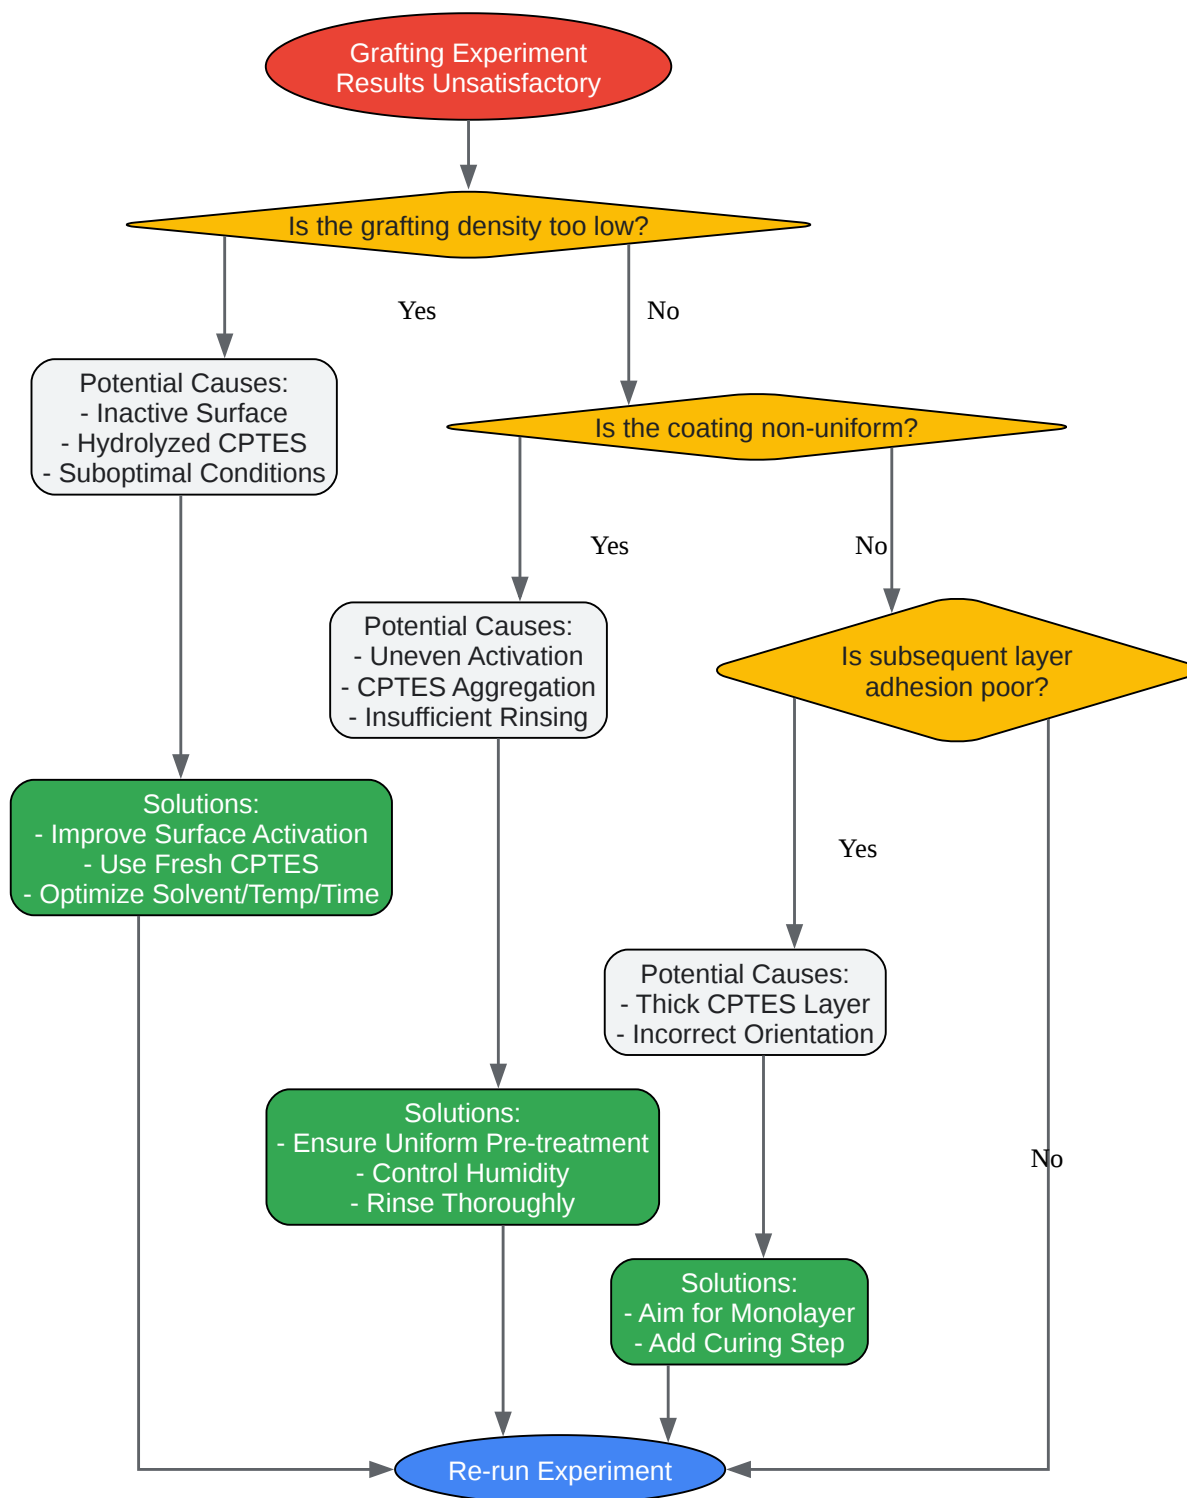 Grafting Experiment
Results Unsatisfactory
Is the grafting density too low?
Yes
No
Potential Causes:
- Inactive Surface
- Hydrolyzed CPTES
- Suboptimal Conditions
Is the coating non-uniform?
Yes
No
Potential Causes:
- Uneven Activation
- CPTES Aggregation
- Insufficient Rinsing
Is subsequent layer
adhesion poor?
Solutions:
- Improve Surface Activation
- Use Fresh CPTES
- Optimize Solvent/Temp/Time
Yes
Potential Causes:
- Thick CPTES Layer
- Incorrect Orientation
Solutions:
- Ensure Uniform Pre-treatment
- Control Humidity
- Rinse Thoroughly
No
Solutions:
- Aim for Monolayer
- Add Curing Step
Re-run Experiment